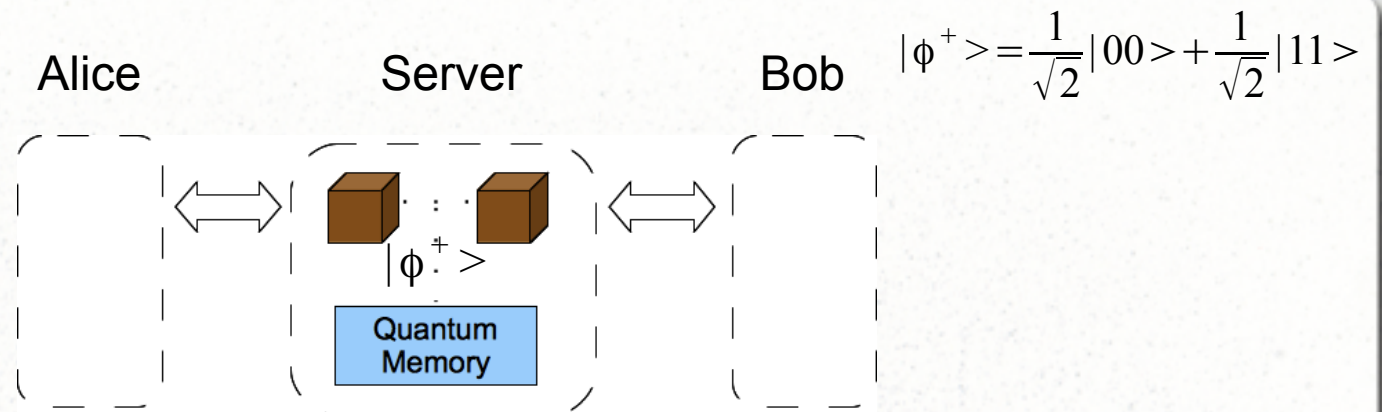 Alice Server Bob |ϕ⁺>=1/√2|00>+1/√2|11>
|ϕ⁺>
Quantum
Memory